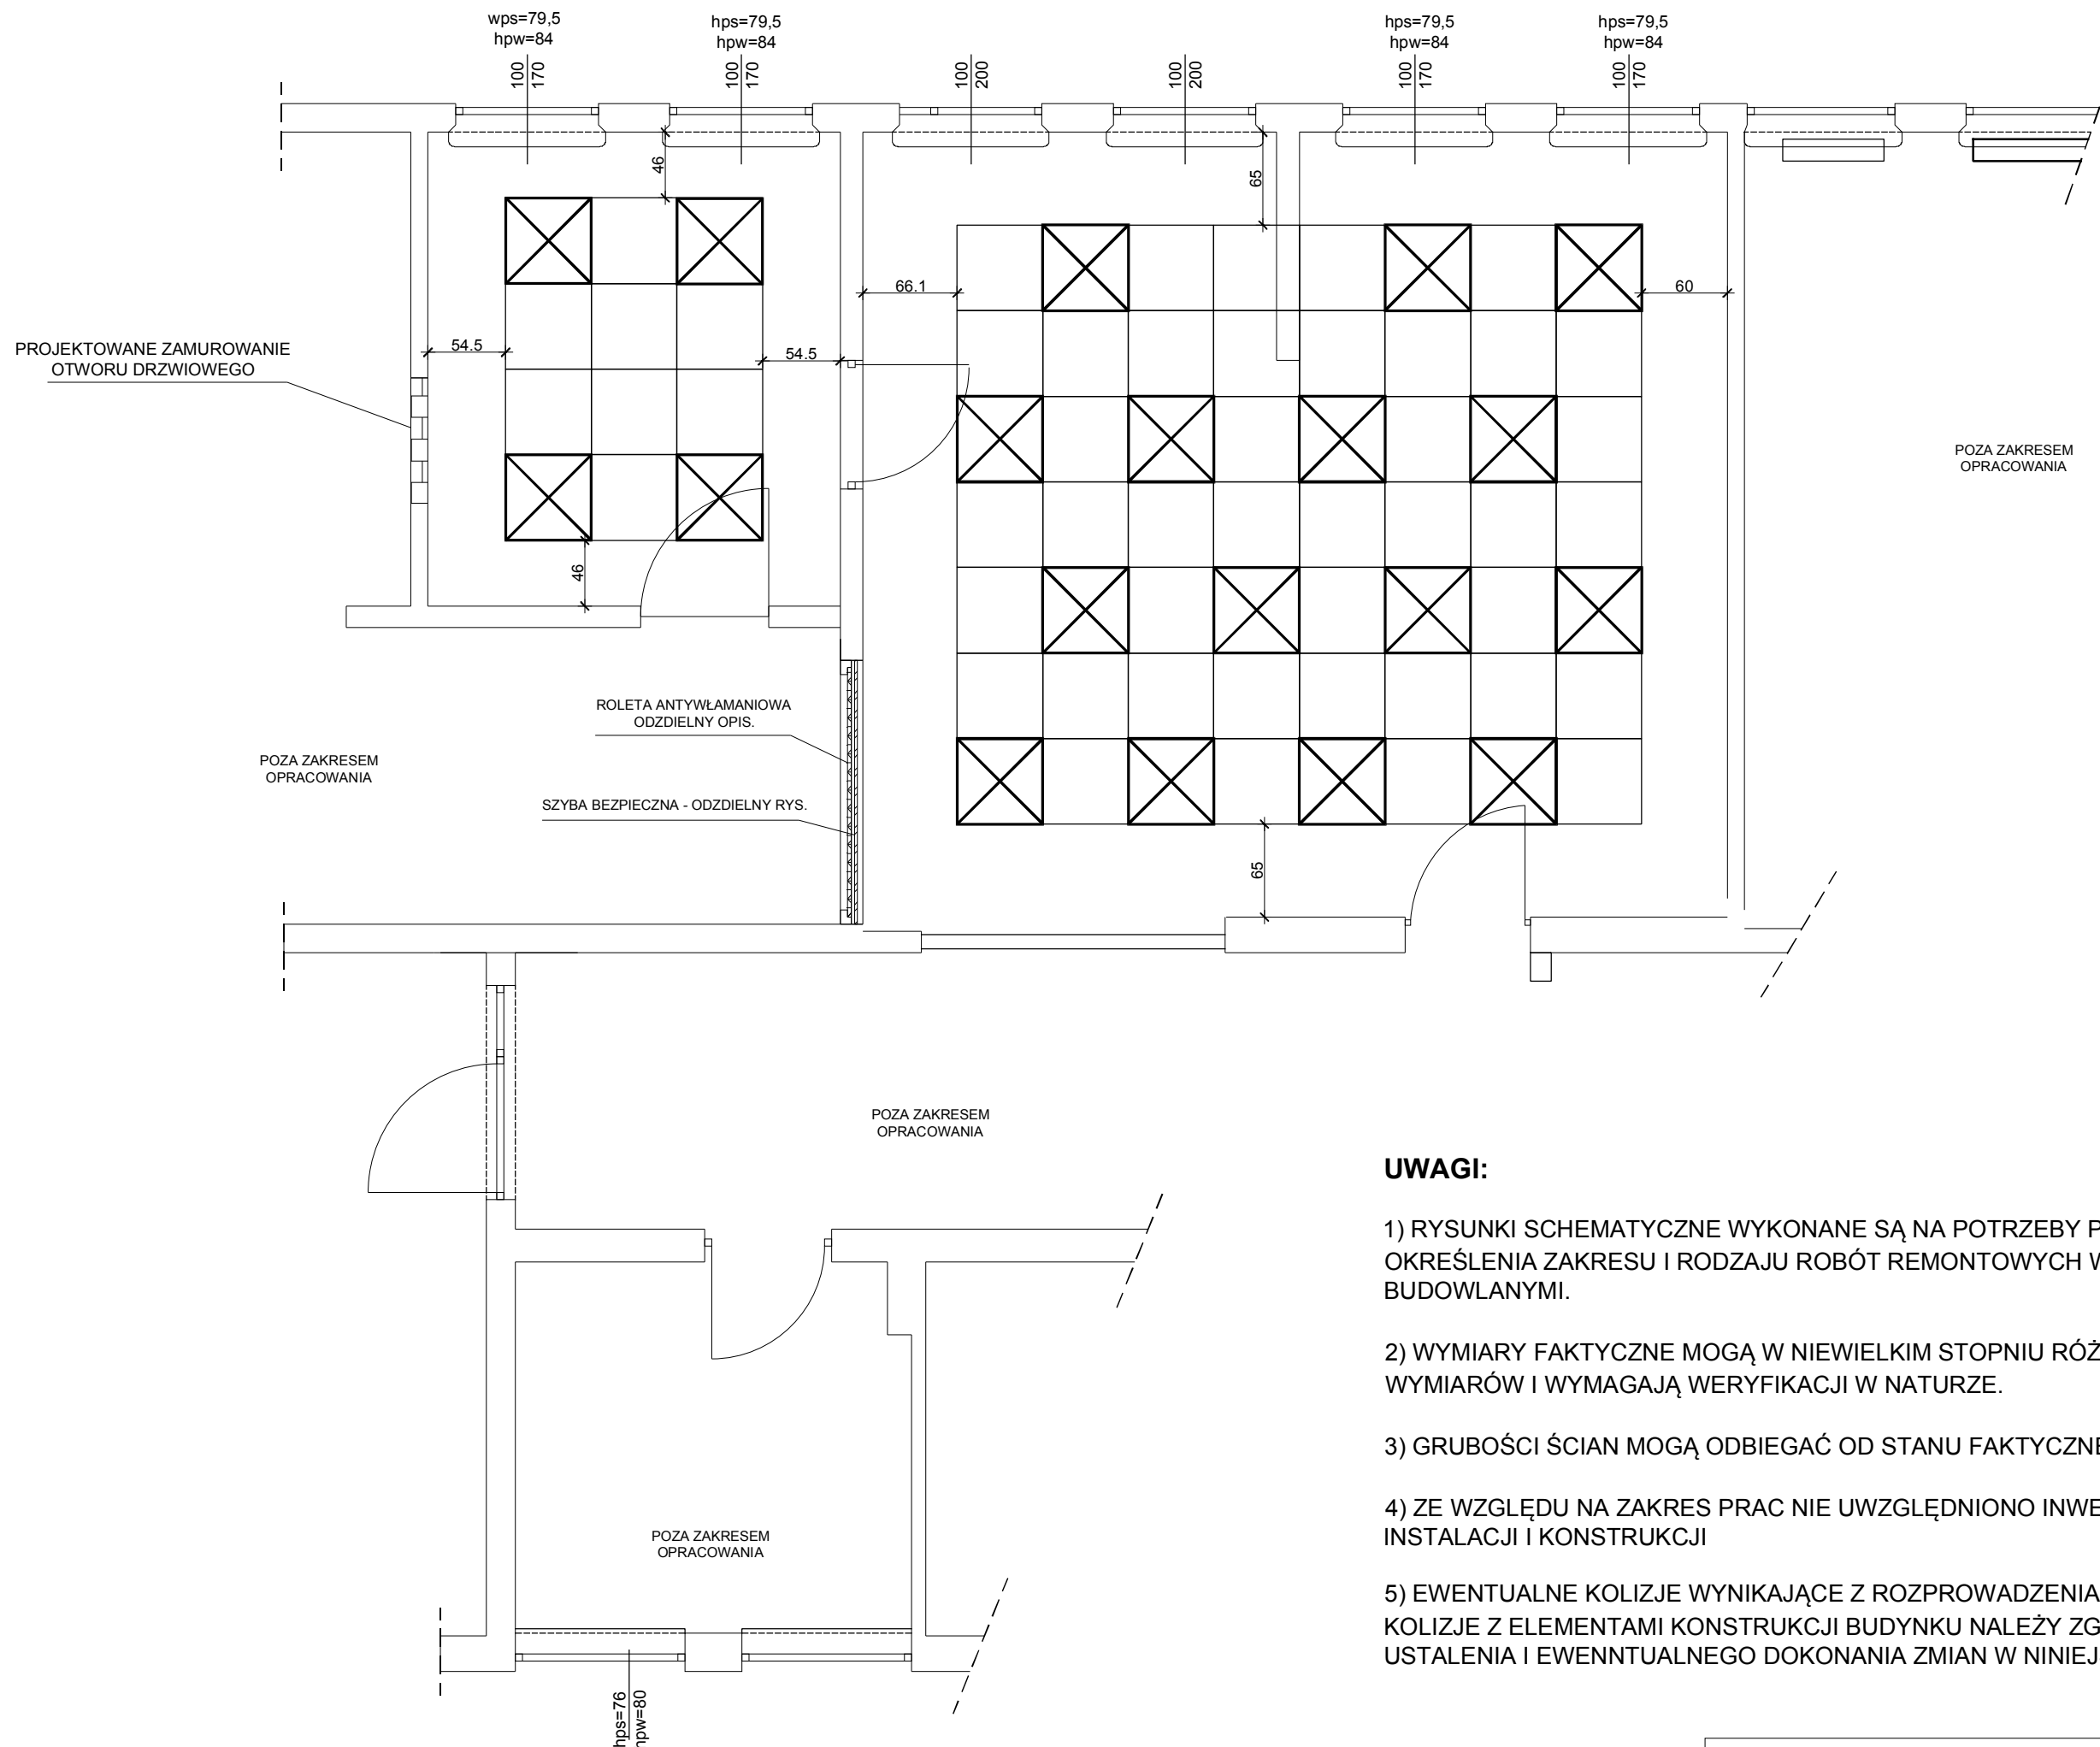 wps=79,5
hpw=84
hps=79,5
hpw=84
hps=79,5
hpw=84
hps=79,5
hpw=84
100
170
100
170
100
200
100
200
100
170
100
170
46
65
66.1
60
54.5
54.5
PROJEKTOWANE ZAMUROWANIE
OTWORU DRZWIOWEGO
POZA ZAKRESEM
OPRACOWANIA
46
ROLETA ANTYWŁAMANIOWA
ODZDIELNY OPIS.
POZA ZAKRESEM
OPRACOWANIA
SZYBA BEZPIECZNA - ODZDIELNY RYS.
65
POZA ZAKRESEM
OPRACOWANIA
UWAGI:
1) RYSUNKI SCHEMATYCZNE WYKONANE SĄ NA POTRZEBY
OKREŚLENIA ZAKRESU I RODZAJU ROBÓT REMONTOWYCH
BUDOWLANYMI.
2) WYMIARY FAKTYCZNE MOGĄ W NIEWIELKIM STOPNIU RÓŻ
WYMIARÓW I WYMAGAJĄ WERYFIKACJI W NATURZE.
3) GRUBOŚCI ŚCIAN MOGĄ ODBIEGAĆ OD STANU FAKTYCZNE
4) ZE WZGLĘDU NA ZAKRES PRAC NIE UWZGLĘDNIONO INWE
INSTALACJI I KONSTRUKCJI
5) EWENTUALNE KOLIZJE WYNIKAJĄCE Z ROZPROWADZENIA
KOLIZJE Z ELEMENTAMI KONSTRUKCJI BUDYNKU NALEŻY ZG
USTALENIA I EWENNTUALNEGO DOKONANIA ZMIAN W NINIEJ
POZA ZAKRESEM
OPRACOWANIA
hps=76
hpw=80